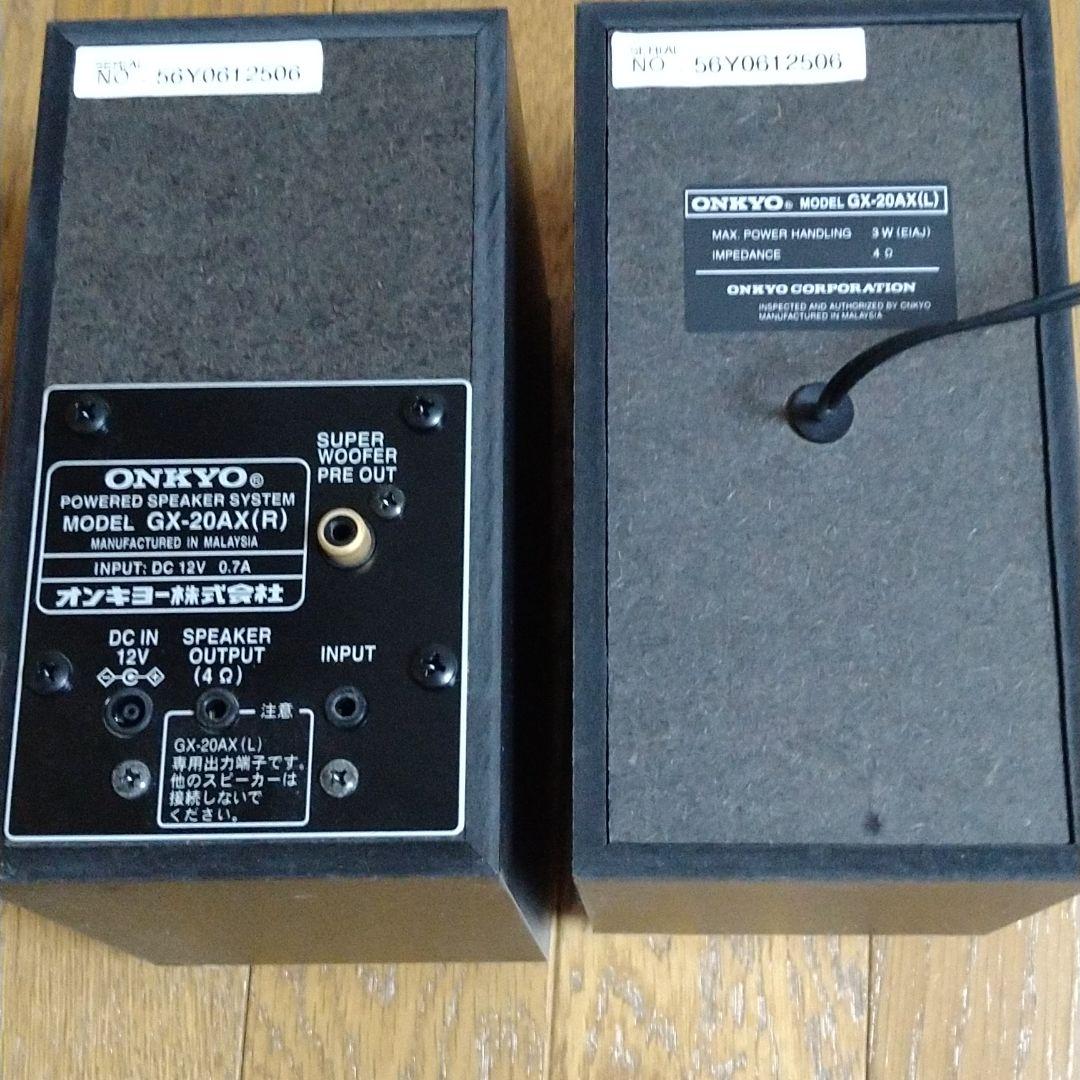 SERIAL
NO 56Y0612506
SUPER
WOOFER
PRE OUT
ONKYO®
POWERED SPEAKER SYSTEM
MODEL GX-20AX(R)
MANUFACTURED IN MALAYSIA
INPUT: DC 12V 0.7A
オンキヨー株式会社
DC IN
12V
SPEAKER
OUTPUT
(4 Ω)
INPUT
注意
GX-20AX(L)
専用出力端子です。
他のスピーカーは
接続しないで
ください。
SERIAL
NO 56Y0612506
ONKYO® MODEL GX-20AX(L)
MAX. POWER HANDLING 3 W (EIAJ)
IMPEDANCE 4 Ω
ONKYO CORPORATION
INSPECTED AND AUTHORIZED BY ONKYO
MANUFACTURED IN MALAYSIA